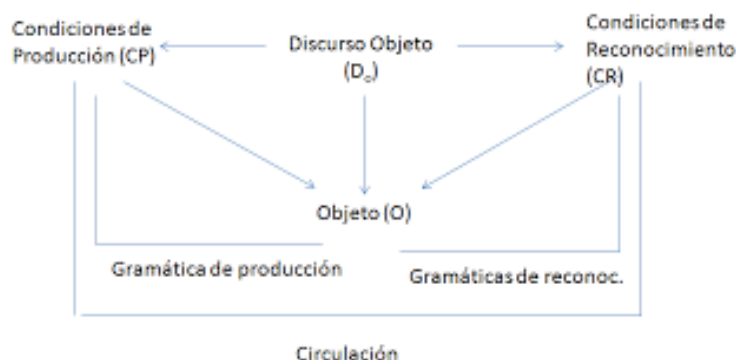 Condiciones de
Producción (CP)
Discurso Objeto
(Dₒ)
Condiciones de
Reconocimiento
(CR)
Objeto (O)
Gramática de producción
Gramáticas de reconoc.
Circulación